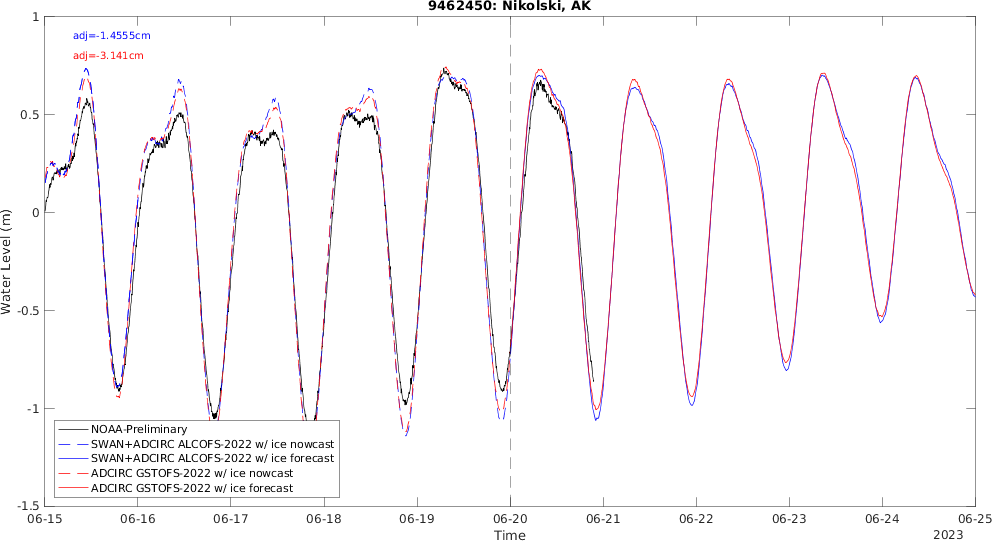 9462450: Nikolski, AK
adj=-1.4555cm
adj=-3.141cm
Water Level (m)
1
0.5
0
-0.5
-1
-1.5
NOAA-Preliminary
SWAN+ADCIRC ALCOFS-2022 w/ ice nowcast
SWAN+ADCIRC ALCOFS-2022 w/ ice forecast
ADCIRC GSTOFS-2022 w/ ice nowcast
ADCIRC GSTOFS-2022 w/ ice forecast
06-15 06-16 06-17 06-18 06-19 06-20 06-21 06-22 06-23 06-24 06-25
Time
2023